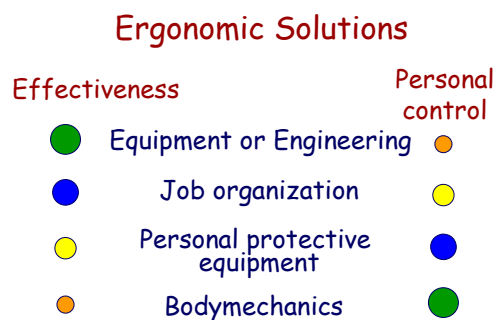 Ergonomic Solutions
Effectiveness
Personal
control
Equipment or Engineering
Job organization
Personal protective
equipment
Bodymechanics